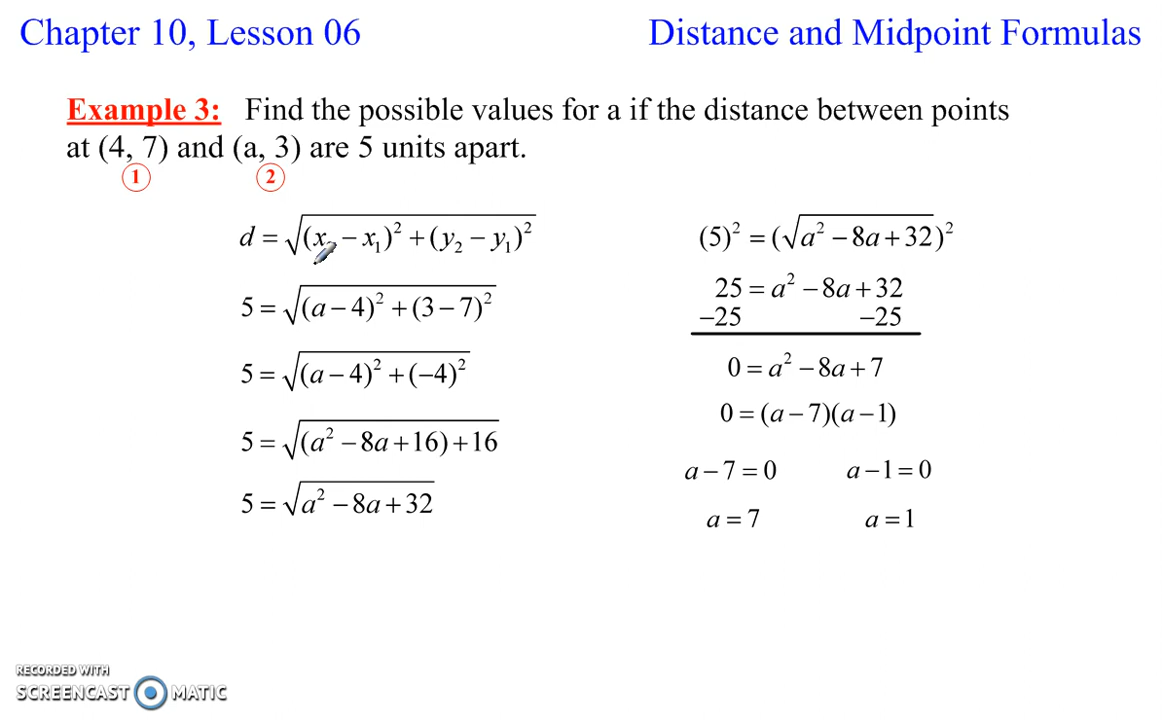 Chapter 10, Lesson 06
Distance and Midpoint Formulas
Example 3: Find the possible values for a if the distance between points
at (4, 7) and (a, 3) are 5 units apart.
1
2
d = √((x₂ − x₁)² + (y₂ − y₁)²)
5 = √((a − 4)² + (3 − 7)²)
5 = √((a − 4)² + (−4)²)
5 = √((a² − 8a + 16) + 16)
5 = √(a² − 8a + 32)
(5)² = (√(a² − 8a + 32))²
25 = a² − 8a + 32
−25 −25
0 = a² − 8a + 7
0 = (a − 7)(a − 1)
a − 7 = 0 a − 1 = 0
a = 7 a = 1
RECORDED WITH
SCREENCAST MATIC